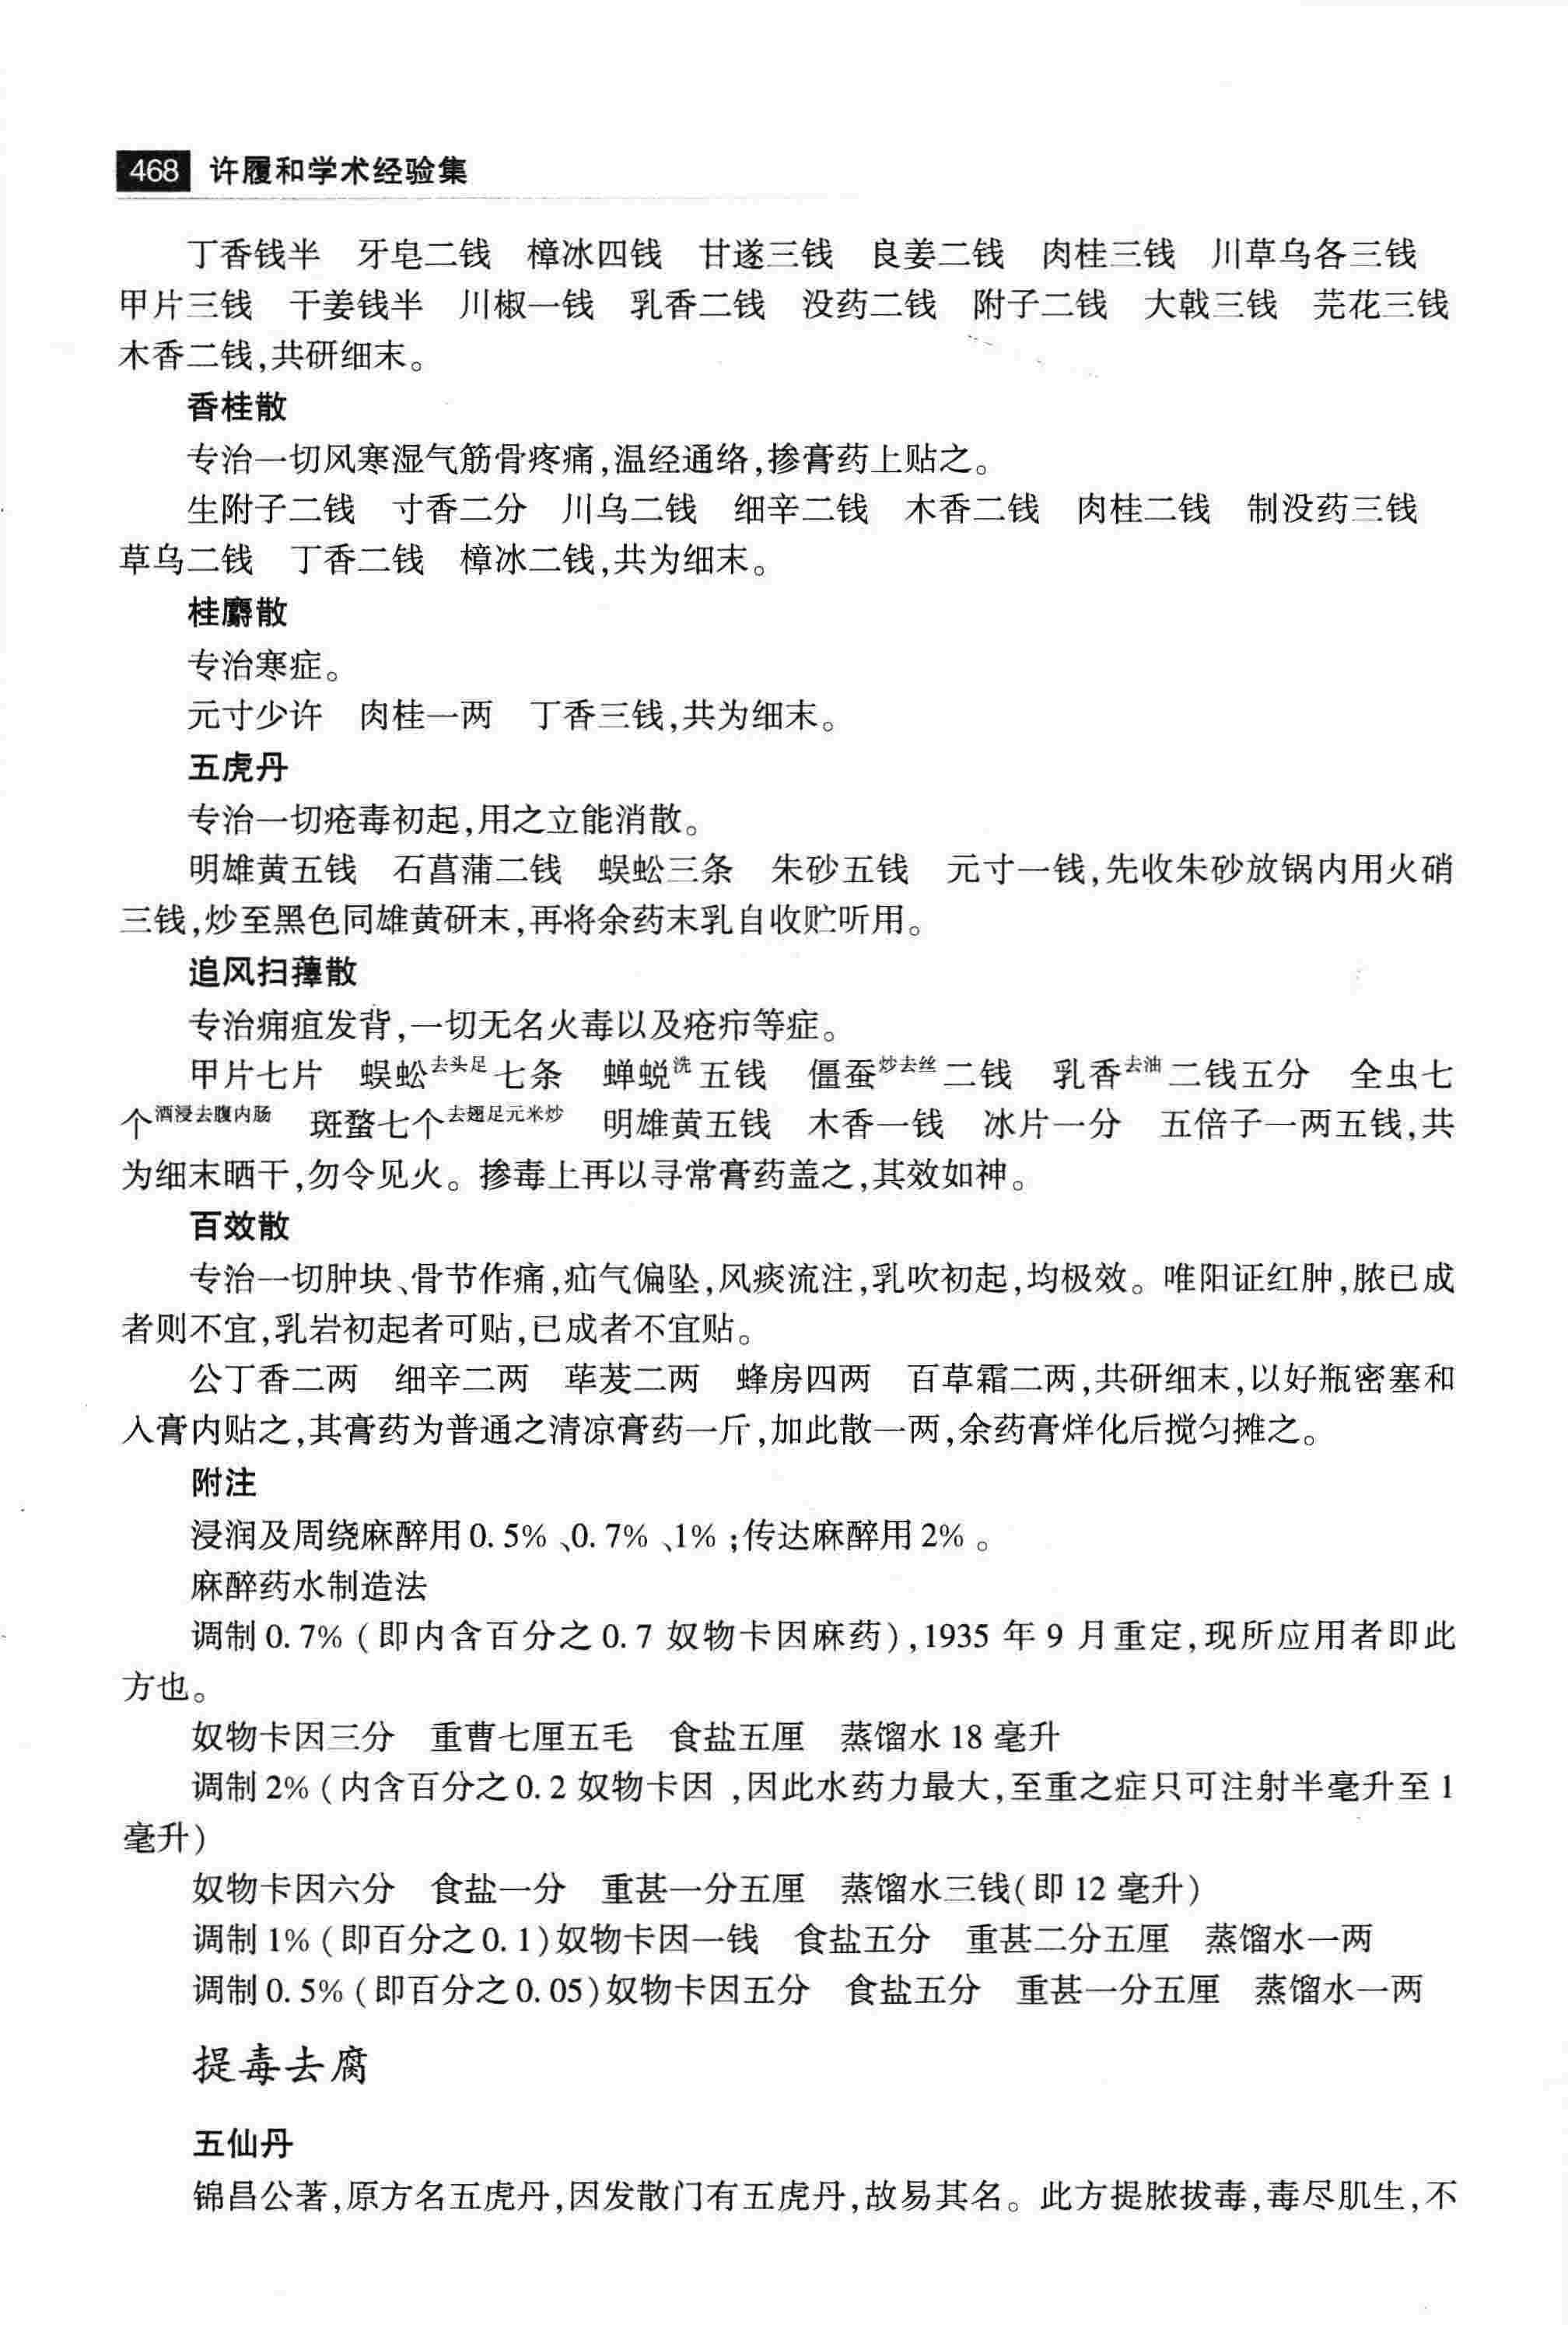 468 许履和学术经验集
丁香钱半　牙皂二钱　樟冰四钱　甘遂三钱　良姜二钱　肉桂三钱　川草乌各三钱
甲片三钱　干姜钱半　川椒一钱　乳香二钱　没药二钱　附子二钱　大戟三钱　芫花三钱
木香二钱,共研细末。
香桂散
专治一切风寒湿气筋骨疼痛,温经通络,掺膏药上贴之。
生附子二钱　寸香二分　川乌二钱　细辛二钱　木香二钱　肉桂二钱　制没药三钱
草乌二钱　丁香二钱　樟冰二钱,共为细末。
桂麝散
专治寒症。
元寸少许　肉桂一两　丁香三钱,共为细末。
五虎丹
专治一切疮毒初起,用之立能消散。
明雄黄五钱　石菖蒲二钱　蜈蚣三条　朱砂五钱　元寸一钱,先收朱砂放锅内用火硝
三钱,炒至黑色同雄黄研末,再将余药末乳自收贮听用。
追风扫蕈散
专治痈疽发背,一切无名火毒以及疮疖等症。
甲片七片　蜈蚣去头足七条　蝉蜕洗五钱　僵蚕炒去丝二钱　乳香去油二钱五分　全虫七
个酒浸去腹内肠　斑蝥七个去翅足元米炒　明雄黄五钱　木香一钱　冰片一分　五倍子一两五钱,共
为细末晒干,勿令见火。掺毒上再以寻常膏药盖之,其效如神。
百效散
专治一切肿块、骨节作痛,疝气偏坠,风痰流注,乳吹初起,均极效。唯阳证红肿,脓已成
者则不宜,乳岩初起者可贴,已成者不宜贴。
公丁香二两　细辛二两　荜茇二两　蜂房四两　百草霜二两,共研细末,以好瓶密塞和
入膏内贴之,其膏药为普通之清凉膏药一斤,加此散一两,余药膏烊化后搅匀摊之。
附注
浸润及周绕麻醉用0.5%、0.7%、1%;传达麻醉用2%。
麻醉药水制造法
调制0.7%(即内含百分之0.7奴物卡因麻药),1935年9月重定,现所应用者即此
方也。
奴物卡因三分　重曹七厘五毛　食盐五厘　蒸馏水18毫升
调制2%(内含百分之0.2奴物卡因,因此水药力最大,至重之症只可注射半毫升至1
毫升)
奴物卡因六分　食盐一分　重甚一分五厘　蒸馏水三钱(即12毫升)
调制1%(即百分之0.1)奴物卡因一钱　食盐五分　重甚二分五厘　蒸馏水一两
调制0.5%(即百分之0.05)奴物卡因五分　食盐五分　重甚一分五厘　蒸馏水一两
提毒去腐
五仙丹
锦昌公著,原方名五虎丹,因发散门有五虎丹,故易其名。此方提脓拔毒,毒尽肌生,不